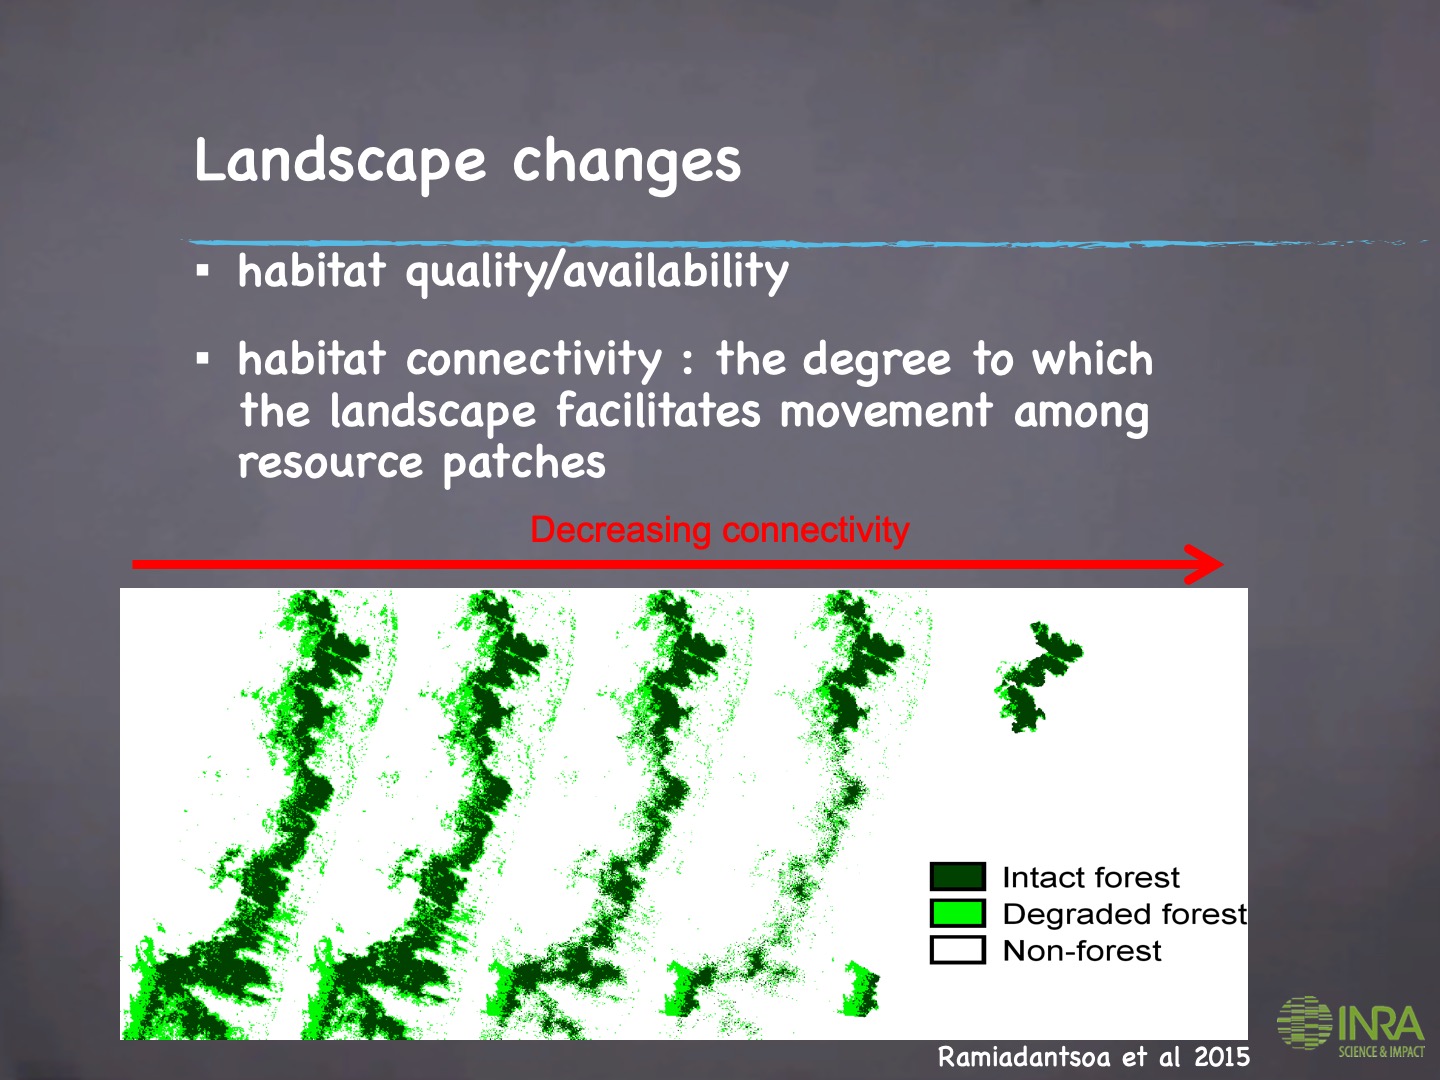 Landscape changes
▪ habitat quality/availability
▪ habitat connectivity : the degree to which
the landscape facilitates movement among
resource patches
Decreasing connectivity
Intact forest
Degraded forest
Non-forest
INRA
SCIENCE & IMPACT
Ramiadantsoa et al 2015